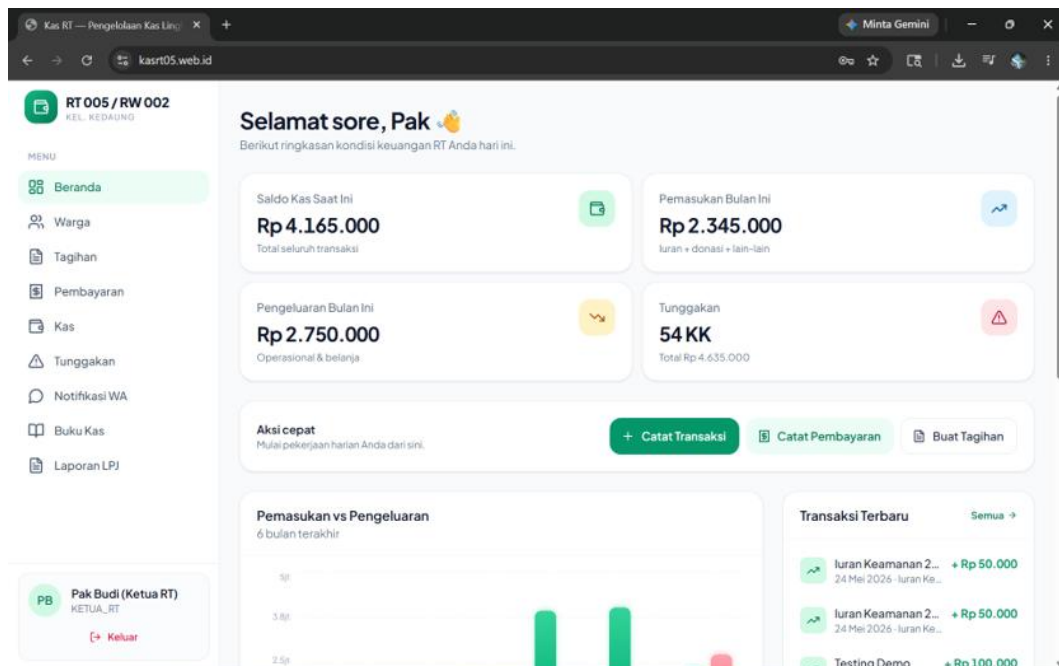 Kas RT — Pengelolaan Kas Ling
Minta Gemini
kasrt05.web.id
RT 005 / RW 002
KEL. KEDAUNG
MENU
Beranda
Warga
Tagihan
Pembayaran
Kas
Tunggakan
Notifikasi WA
Buku Kas
Laporan LPJ
PB
Pak Budi (Ketua RT)
KETUA_RT
Keluar
Selamat sore, Pak 👋
Berikut ringkasan kondisi keuangan RT Anda hari ini.
Saldo Kas Saat Ini
Rp 4.165.000
Total seluruh transaksi
Pemasukan Bulan Ini
Rp 2.345.000
Iuran + donasi + lain-lain
Pengeluaran Bulan Ini
Rp 2.750.000
Operasional & belanja
Tunggakan
54 KK
Total Rp 4.635.000
Aksi cepat
Mulai pekerjaan harian Anda dari sini.
+ Catat Transaksi
Catat Pembayaran
Buat Tagihan
Pemasukan vs Pengeluaran
6 bulan terakhir
5jt
3.8jt
2.5jt
Transaksi Terbaru
Semua →
Iuran Keamanan 2... + Rp 50.000
24 Mei 2026 · Iuran Ke...
Iuran Keamanan 2... + Rp 50.000
24 Mei 2026 · Iuran Ke...
Testing Demo + Rp 100.000